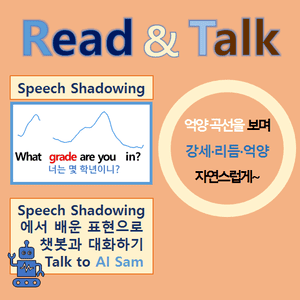 Read & Talk
Speech Shadowing
What grade are you in?
너는 몇 학년이니?
억양 곡선을 보며
강세·리듬·억양
자연스럽게~
Speech Shadowing
에서 배운 표현으로
챗봇과 대화하기
Talk to AI Sam